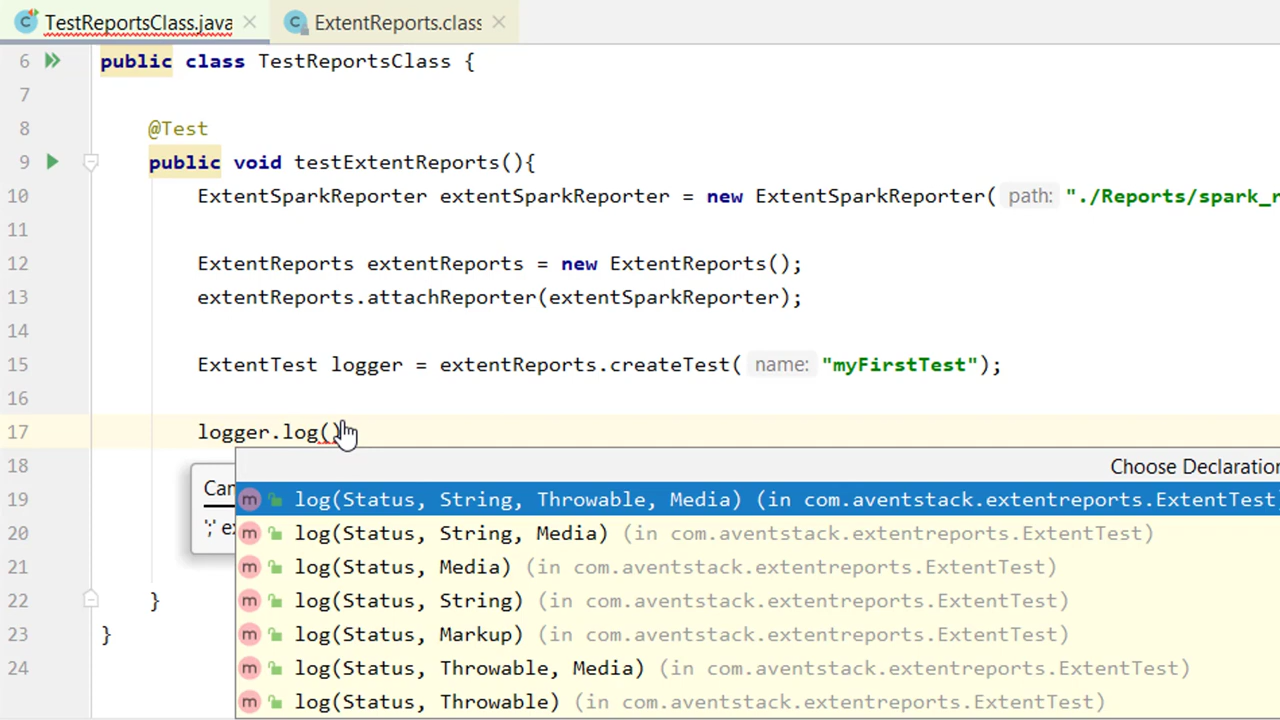 TestReportsClass.java ExtentReports.class
6 public class TestReportsClass {
7
8 @Test
9 public void testExtentReports(){
10 ExtentSparkReporter extentSparkReporter = new ExtentSparkReporter( path: "./Reports/spark_r
11
12 ExtentReports extentReports = new ExtentReports();
13 extentReports.attachReporter(extentSparkReporter);
14
15 ExtentTest logger = extentReports.createTest( name: "myFirstTest");
16
17 logger.log()
18 Choose Declaration
Can
19 log(Status, String, Throwable, Media) (in com.aventstack.extentreports.ExtentTest)
';' ex
20 log(Status, String, Media) (in com.aventstack.extentreports.ExtentTest)
21 log(Status, Media) (in com.aventstack.extentreports.ExtentTest)
22 } log(Status, String) (in com.aventstack.extentreports.ExtentTest)
23 } log(Status, Markup) (in com.aventstack.extentreports.ExtentTest)
24 log(Status, Throwable, Media) (in com.aventstack.extentreports.ExtentTest)
log(Status, Throwable) (in com.aventstack.extentreports.ExtentTest)